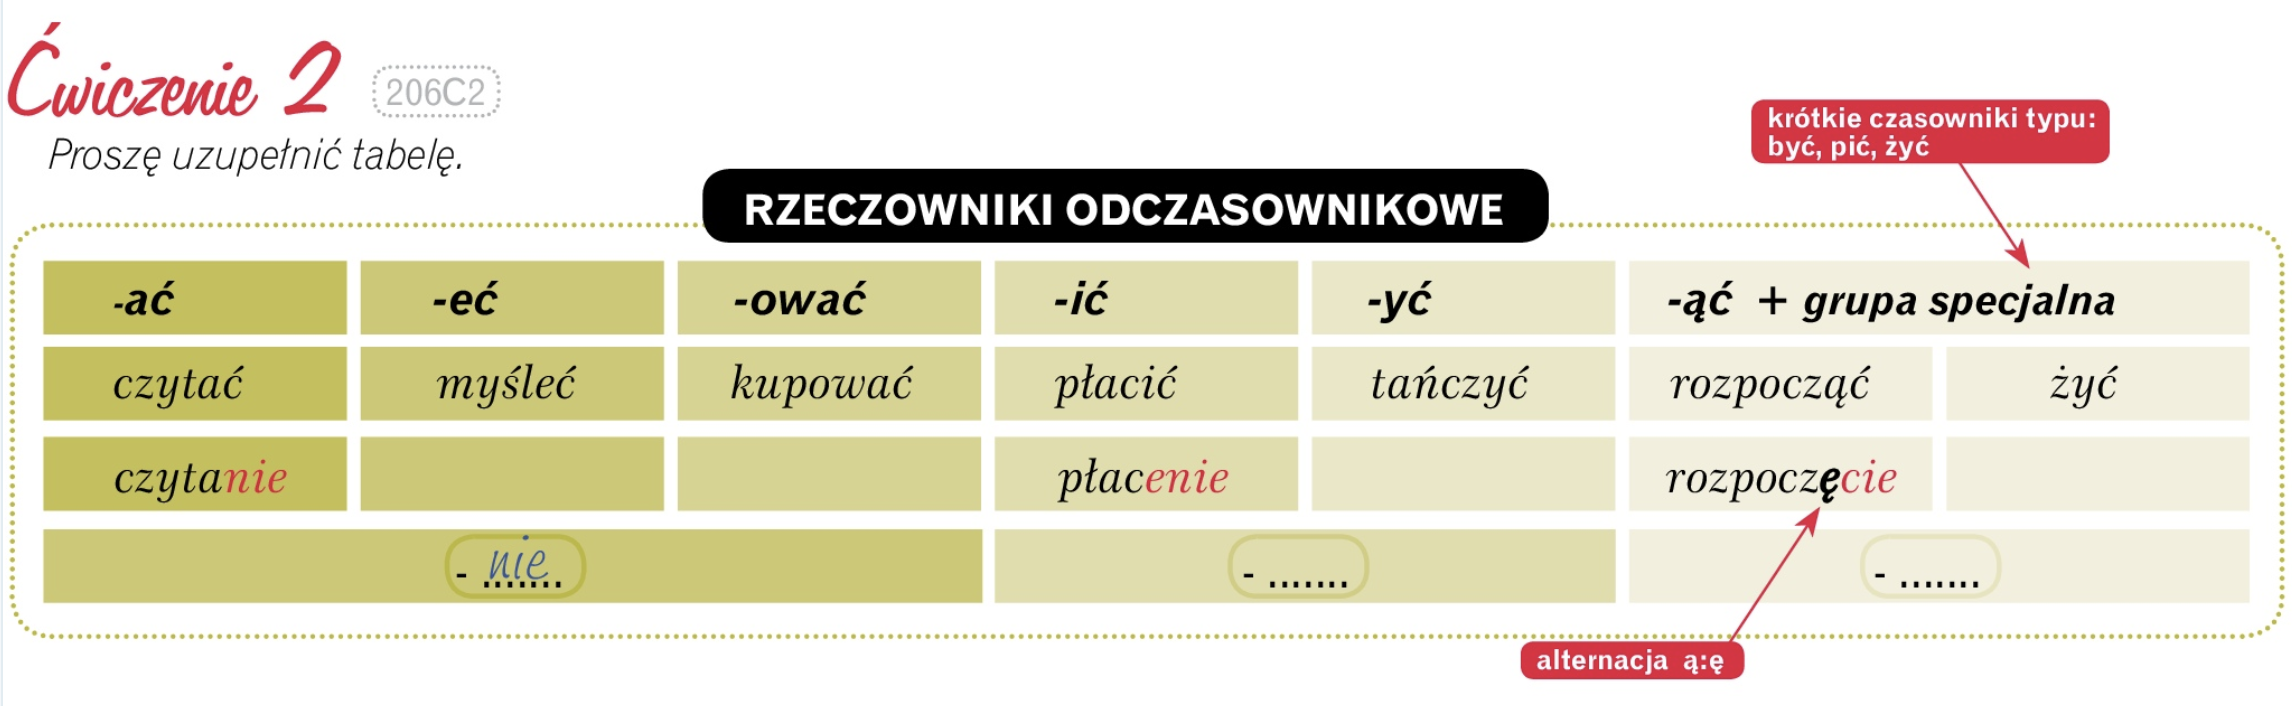 Ćwiczenie 2 206C2
Proszę uzupełnić tabelę.
krótkie czasowniki typu:
być, pić, żyć
RZECZOWNIKI ODCZASOWNIKOWE
-ać -eć -ować -ić -yć -ąć + grupa specjalna
czytać myśleć kupować płacić tańczyć rozpocząć żyć
czytanie płacenie rozpoczęcie
- nie....... - ....... - .......
alternacja ą:ę